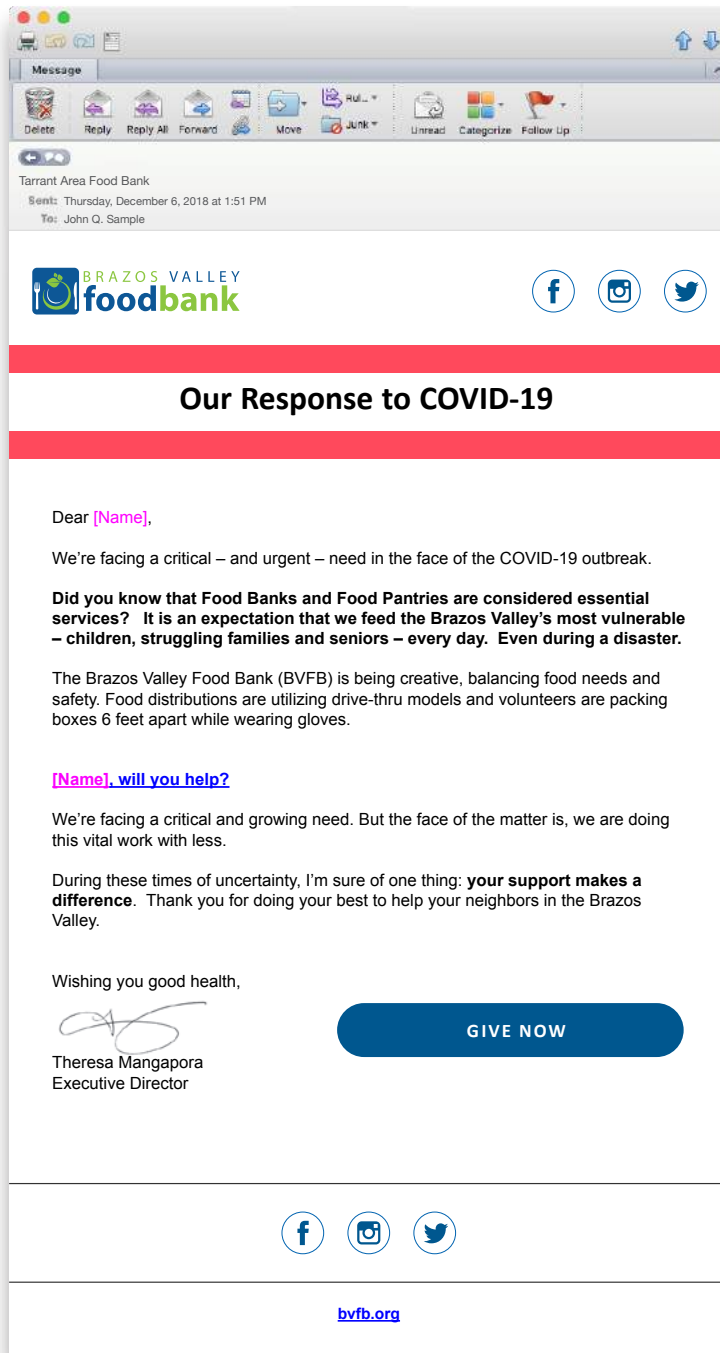 Message
Delete Reply Reply All Forward Move Rul... Junk Unread Categorize Follow Up
Tarrant Area Food Bank
Sent: Thursday, December 6, 2018 at 1:51 PM
To: John Q. Sample
BRAZOS VALLEY
foodbank
Our Response to COVID-19
Dear [Name],
We're facing a critical – and urgent – need in the face of the COVID-19 outbreak.
Did you know that Food Banks and Food Pantries are considered essential
services?   It is an expectation that we feed the Brazos Valley's most vulnerable
– children, struggling families and seniors – every day.  Even during a disaster.
The Brazos Valley Food Bank (BVFB) is being creative, balancing food needs and
safety. Food distributions are utilizing drive-thru models and volunteers are packing
boxes 6 feet apart while wearing gloves.
[Name], will you help?
We're facing a critical and growing need. But the face of the matter is, we are doing
this vital work with less.
During these times of uncertainty, I'm sure of one thing: your support makes a
difference.  Thank you for doing your best to help your neighbors in the Brazos
Valley.
Wishing you good health,
GIVE NOW
Theresa Mangapora
Executive Director
bvfb.org